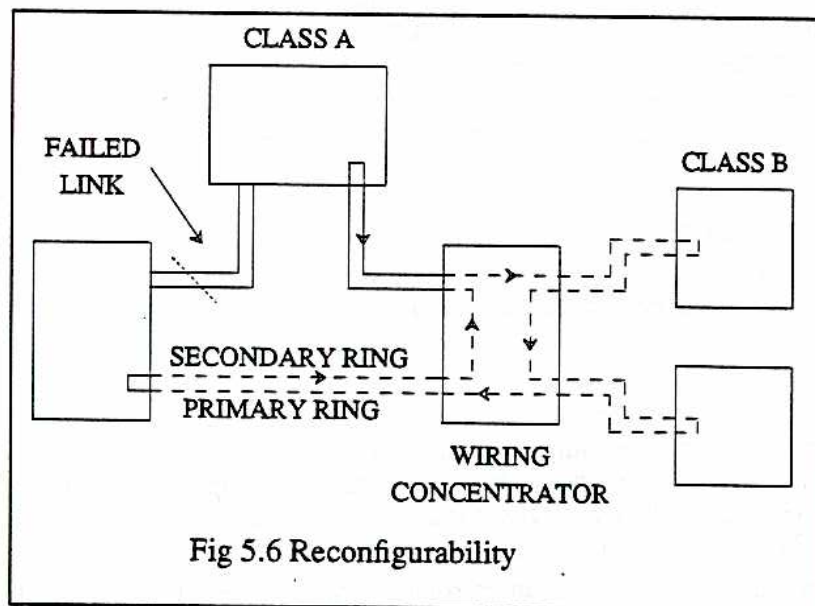 CLASS A
FAILED
LINK
CLASS B
SECONDARY RING
PRIMARY RING
WIRING
CONCENTRATOR
Fig 5.6 Reconfigurability